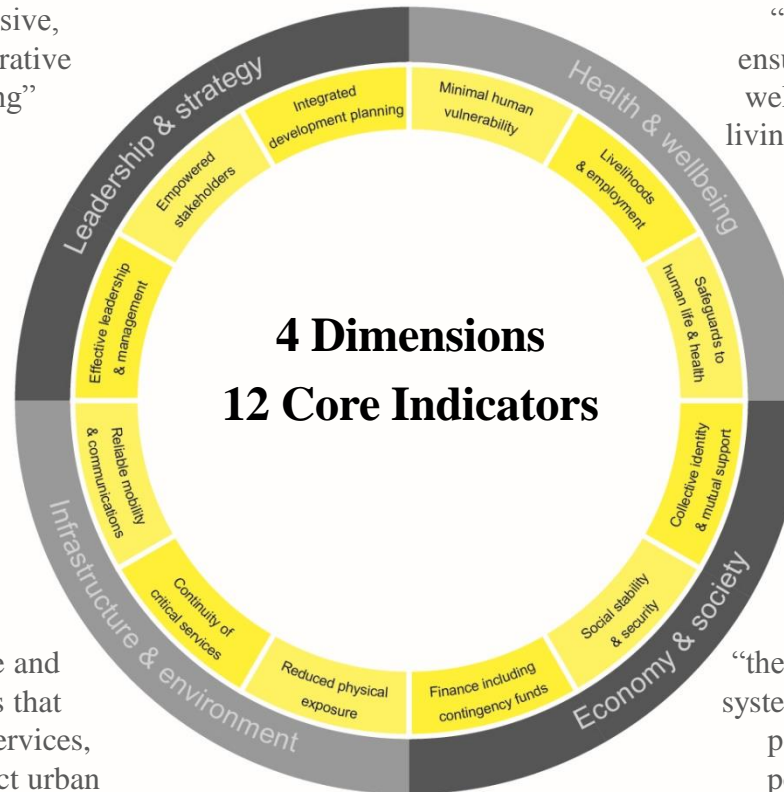 sive,
rative
ng”
“
ensu
wel
livin
Leadership & strategy
Integrated
development planning
Empowered
stakeholders
Effective leadership
& management
Health & wellbeing
Minimal human
vulnerability
Livelihoods
& employment
Safeguards to
human life & health
4 Dimensions
12 Core Indicators
Economy & society
Collective identity
& mutual support
Social stability
& security
Finance including
contingency funds
Infrastructure & environment
Reduced physical
exposure
Continuity of
critical services
Reliable mobility
& communications
e and
s that
ervices,
ct urban
“the
syste